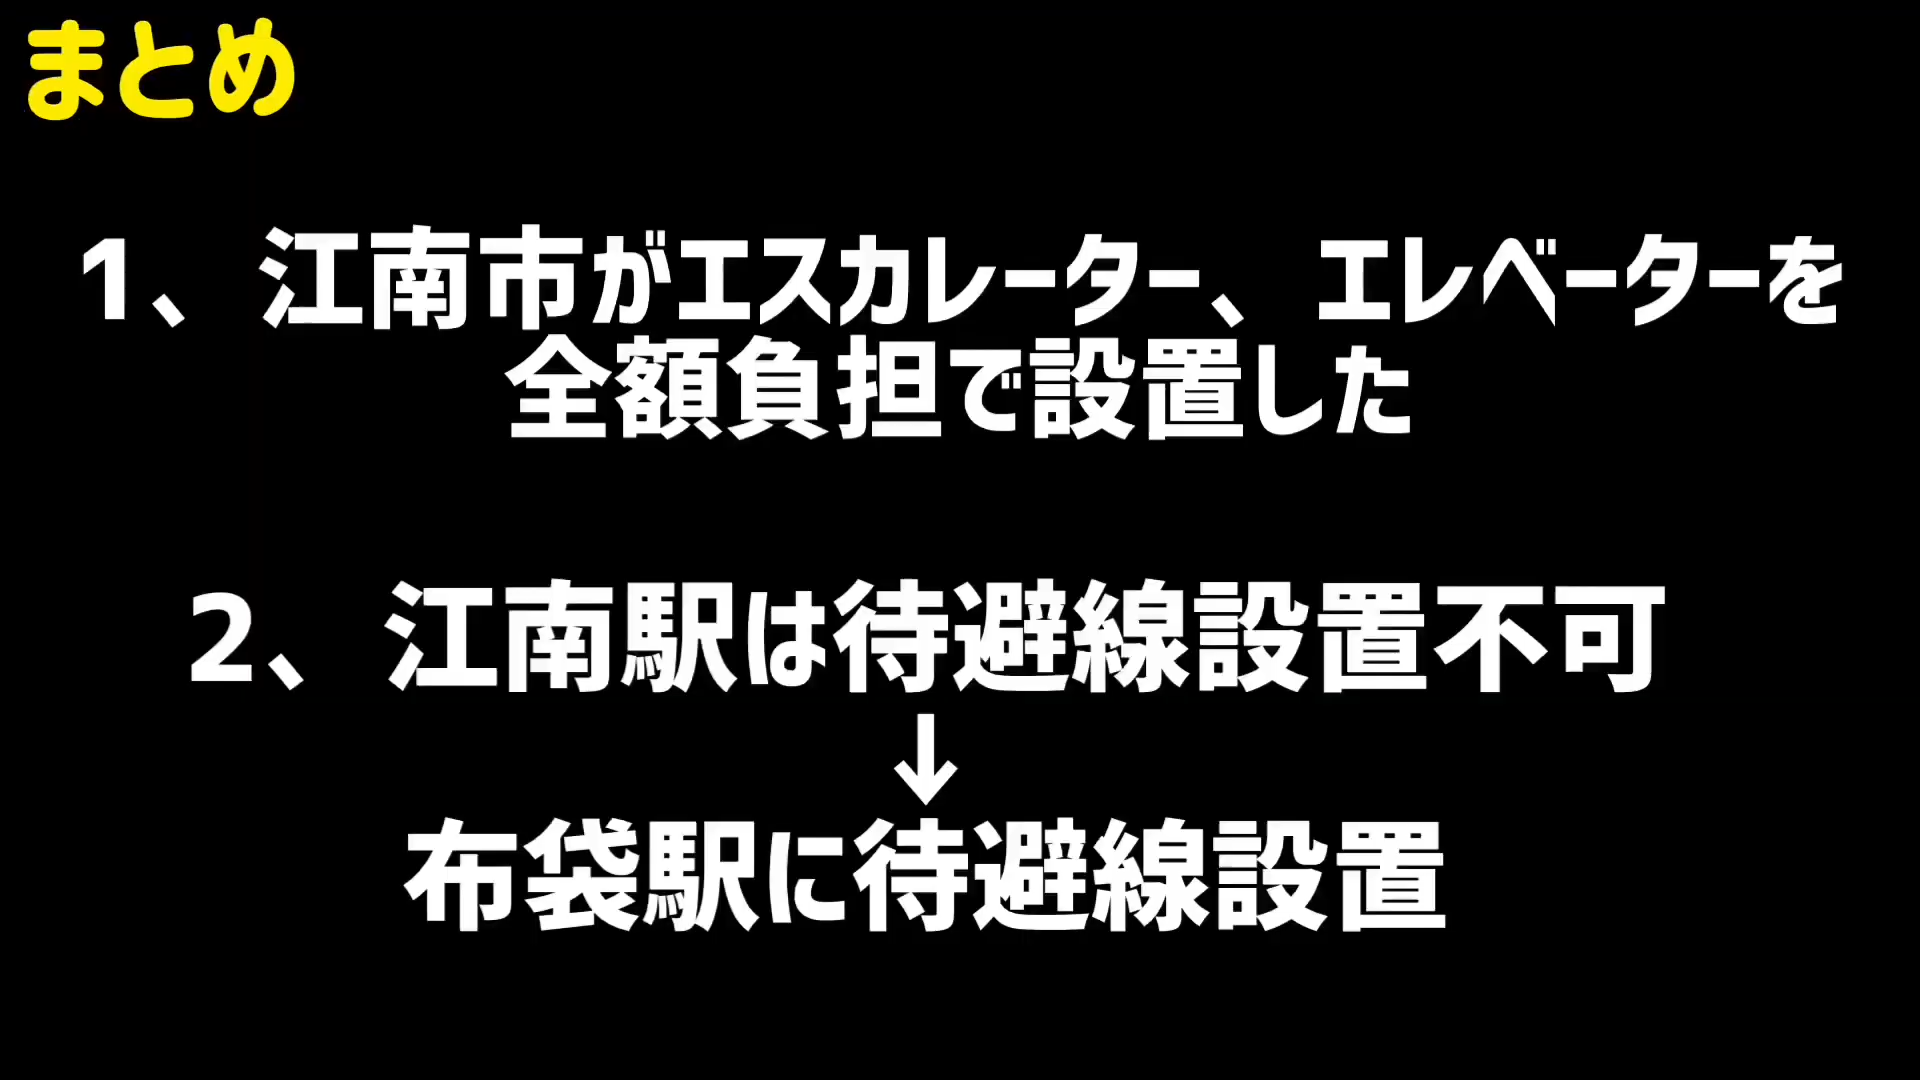 まとめ
1、江南市がエスカレーター、エレベーターを
全額負担で設置した
2、江南駅は待避線設置不可
↓
布袋駅に待避線設置